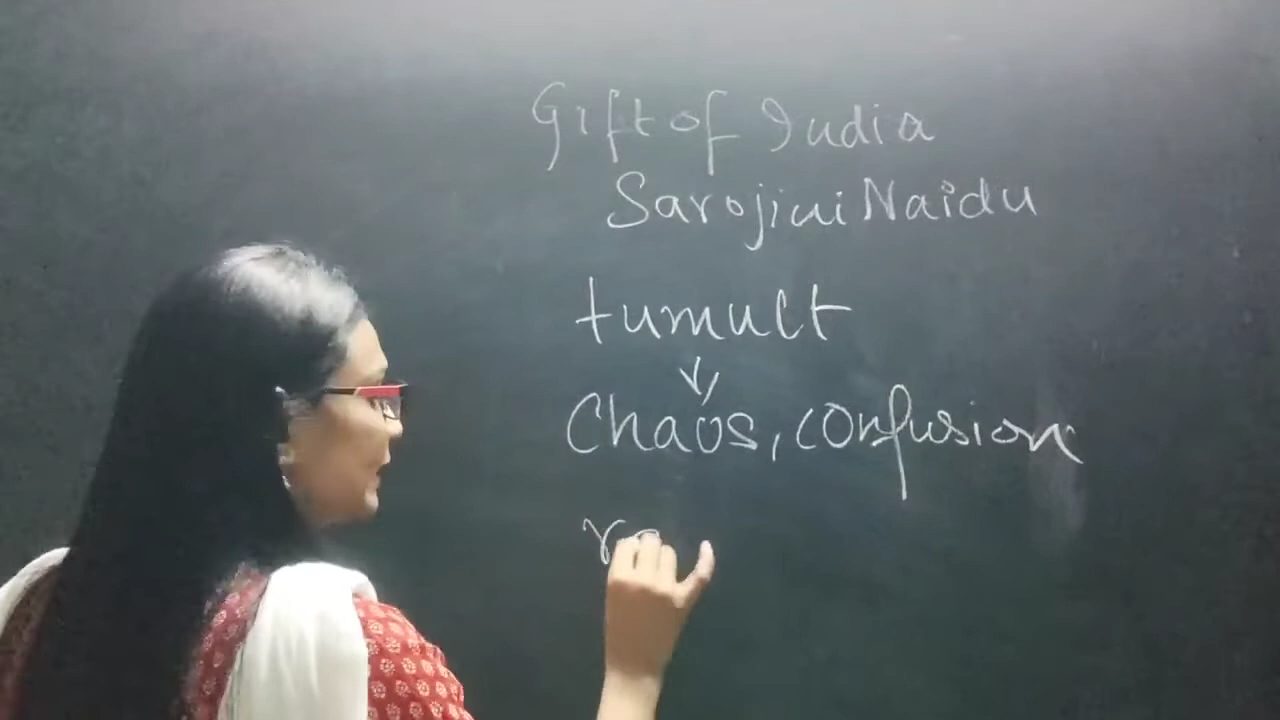 Gift of India
Sarojini Naidu
tumult
Chaos, confusion